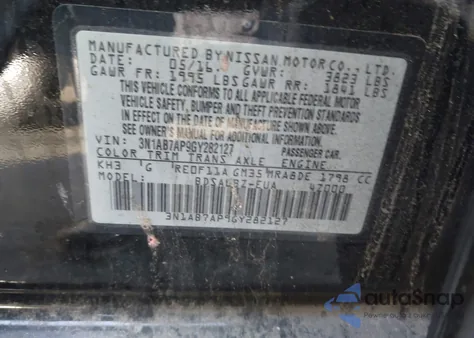 MANUFACTURED BY NISSAN MOTOR CO., LTD.
DATE: 05/16 GVWR: 3823 LBS
GAWR FR: 1995 LBS GAWR RR: 1841 LBS
THIS VEHICLE CONFORMS TO ALL APPLICABLE FEDERAL MOTOR
VEHICLE SAFETY, BUMPER AND THEFT PREVENTION STANDARDS
IN EFFECT ON THE DATE OF MANUFACTURE SHOWN ABOVE.
SEE OWNER'S MANUAL FOR ADDITIONAL INFORMATION.
VIN: 3N1AB7AP9GY282127 PASSENGER CAR.
COLOR TRIM TRANS AXLE ENGINE
KH3 G RE0F11A GM35 MRA8DE 1798 CC
MODEL: BDSALBZ-EUA 47000
3N1AB7AP9GY282127
autoSnap